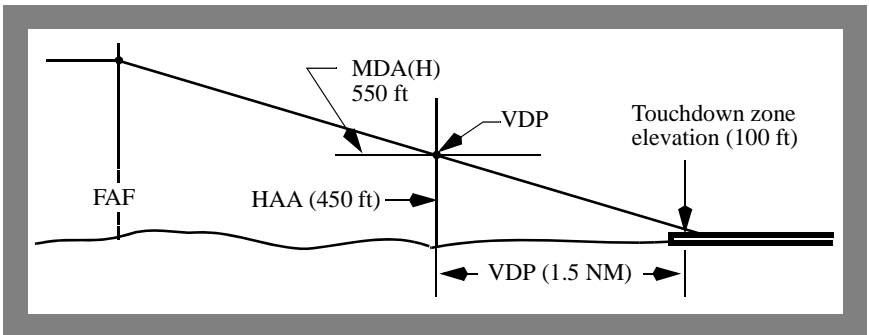 MDA(H)
550 ft
VDP
Touchdown zone
elevation (100 ft)
FAF
HAA (450 ft)
VDP (1.5 NM)